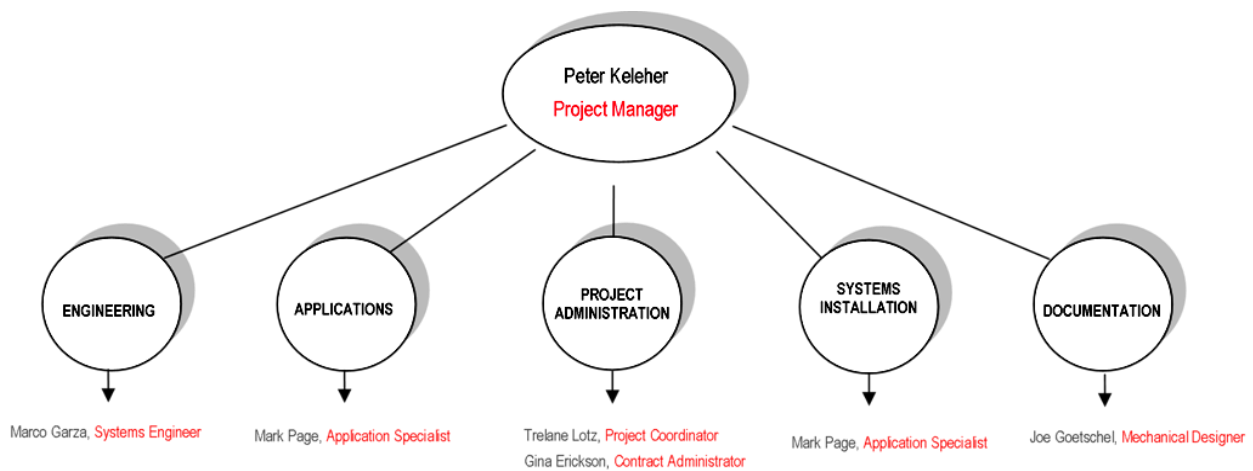 Peter Keleher
Project Manager
ENGINEERING
APPLICATIONS
PROJECT
ADMINISTRATION
SYSTEMS
INSTALLATION
DOCUMENTATION
Marco Garza, Systems Engineer
Mark Page, Application Specialist
Trelane Lotz, Project Coordinator
Gina Erickson, Contract Administrator
Mark Page, Application Specialist
Joe Goetschel, Mechanical Designer